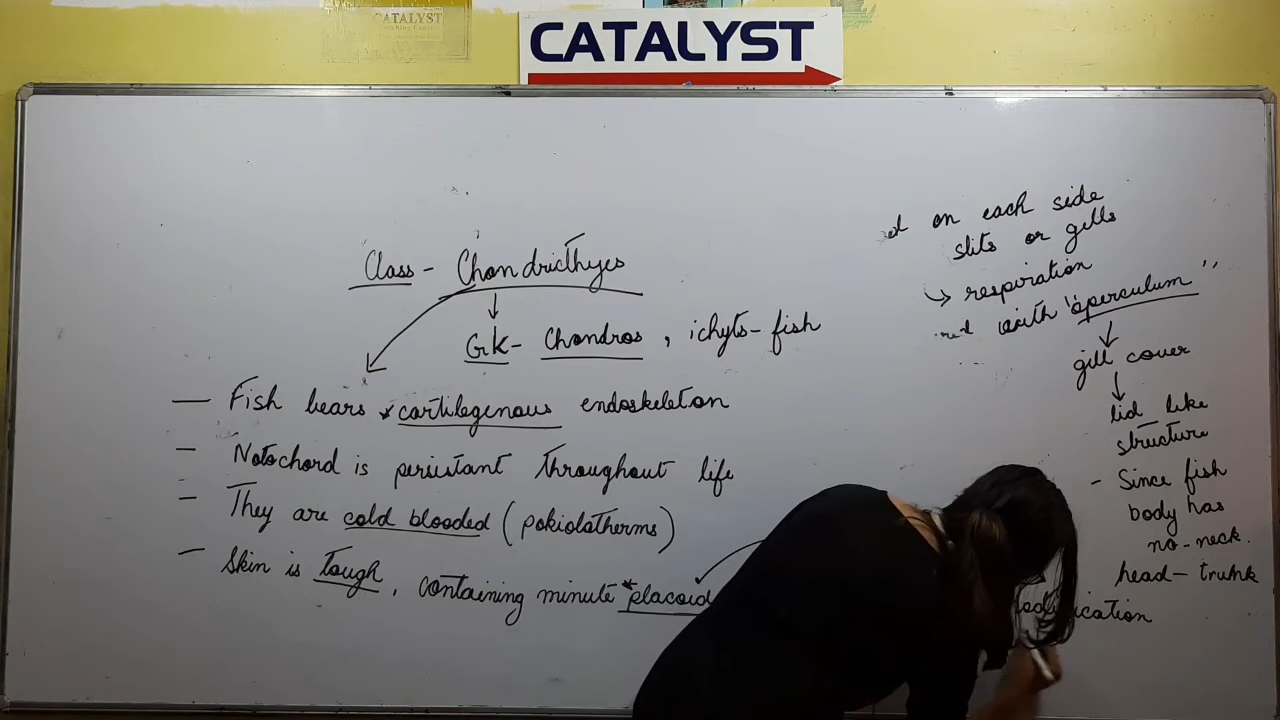 CATALYST
CATALYST
Class - Chondricthyes
Gk - Chondros, ichyts - fish
— Fish bears *cartilegenous endoskeleton
— Notochord is persistant throughout life
— They are cold blooded (pokiolatherms)
— Skin is Tough, containing minute *placoid
on each side
slits or gills
↳ respiration
with "operculum"
↓
gill cover
↓
lid like
structure
- Since fish
body has
no-neck.
head - trunk